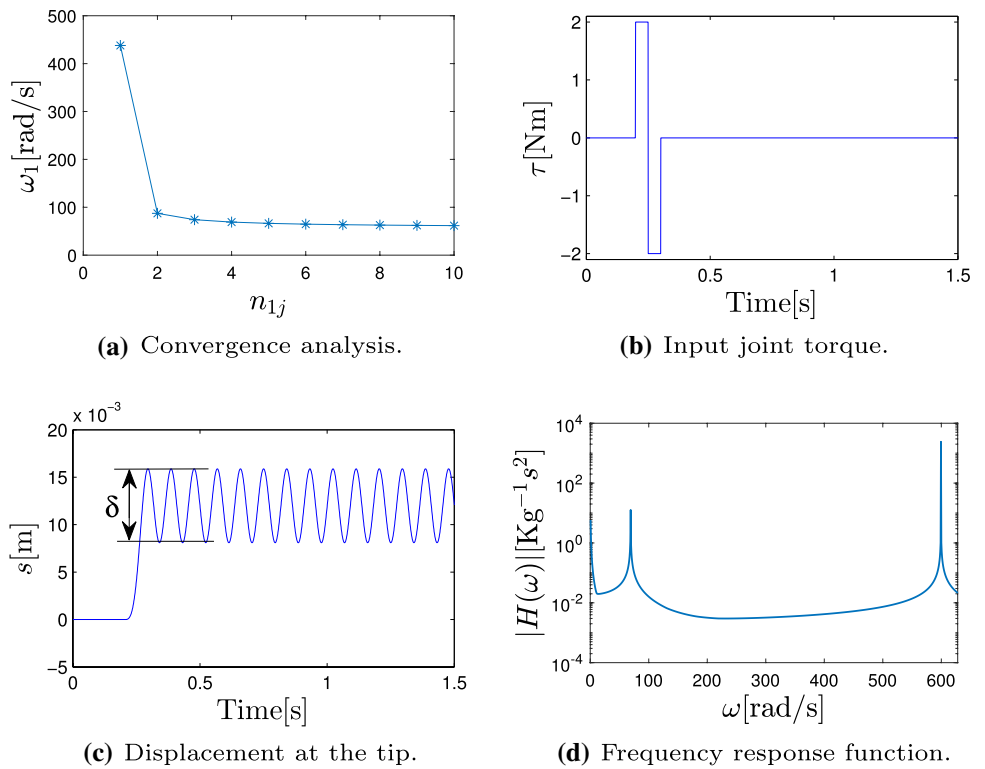 500
400
300
200
100
0
0 2 4 6 8 10
ω₁[rad/s]
n₁ⱼ
(a) Convergence analysis.
2
1
0
−1
−2
0 0.5 1 1.5
τ[Nm]
Time[s]
(b) Input joint torque.
x 10⁻³
20
15
10
5
0
−5
0 0.5 1 1.5
δ
s[m]
Time[s]
(c) Displacement at the tip.
10⁴
10²
10⁰
10⁻²
10⁻⁴
0 100 200 300 400 500 600
|H(ω)|[Kg⁻¹s²]
ω[rad/s]
(d) Frequency response function.